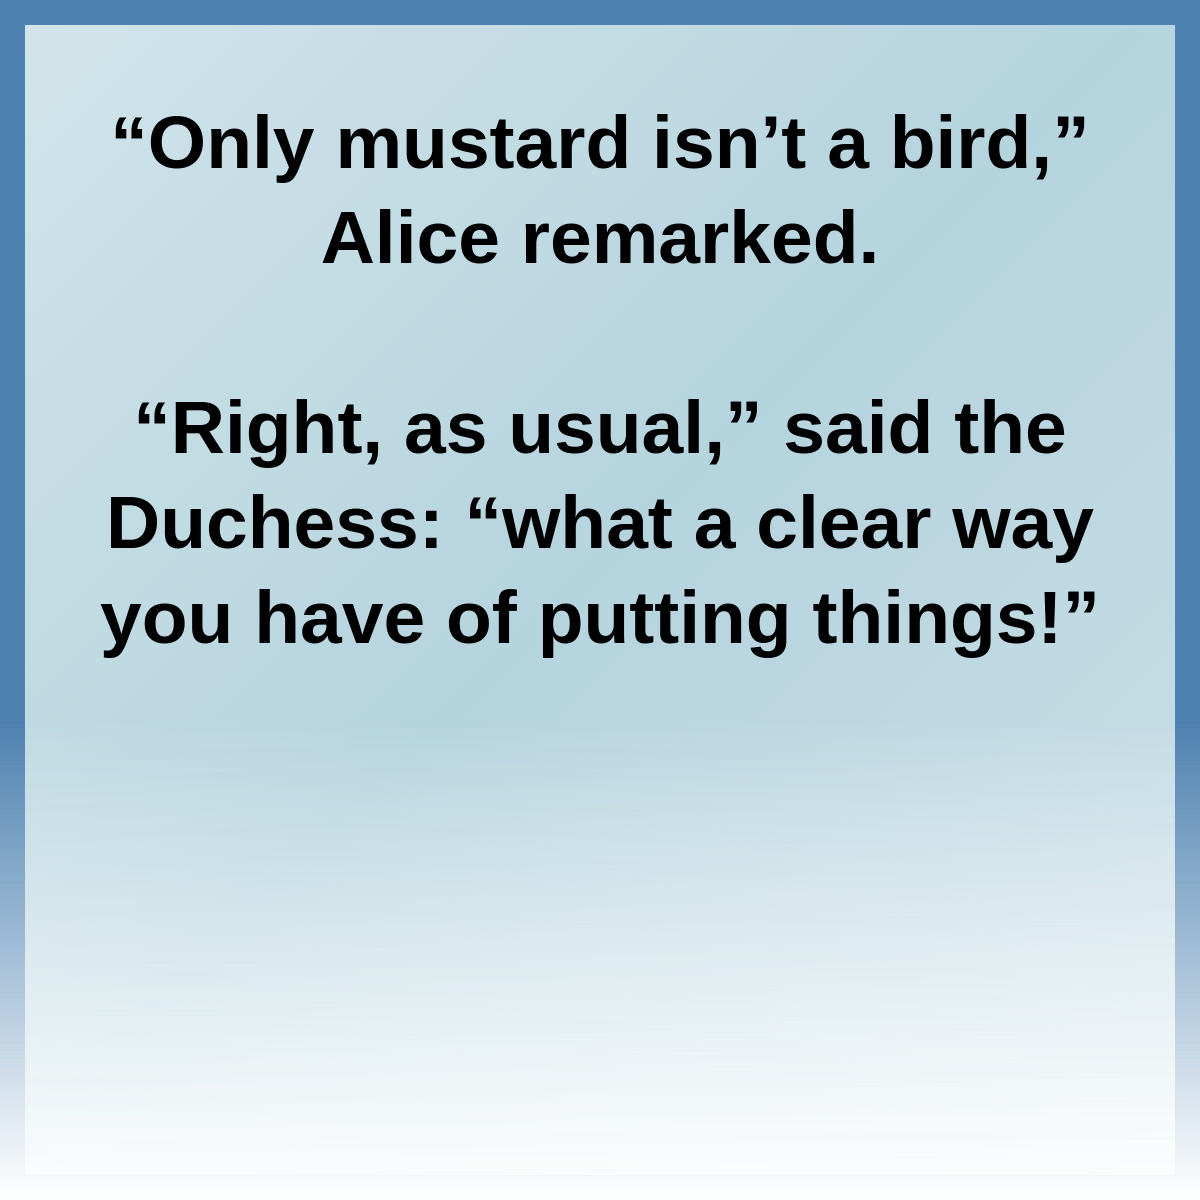 “Only mustard isn’t a bird,”
Alice remarked.
“Right, as usual,” said the
Duchess: “what a clear way
you have of putting things!”